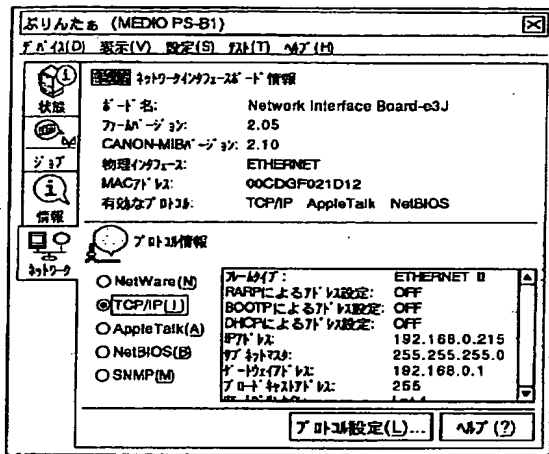 ぷりんたぁ (MEDIO PS-B1)
デバイス(D) 表示(V) 設定(S) テスト(T) ヘルプ(H)
状態
ジョブ
情報
ネットワーク
ネットワークインタフェースボード情報
ボード名: Network Interface Board-e3J
ファームバージョン: 2.05
CANON-MIBバージョン: 2.10
物理インタフェース: ETHERNET
MACアドレス: 00CDGF021D12
有効なプロトコル: TCP/IP AppleTalk NetBIOS
プロトコル情報
NetWare(N)
TCP/IP(I)
AppleTalk(A)
NetBIOS(B)
SNMP(M)
フレームタイプ: ETHERNET II
RARPによるアドレス設定: OFF
BOOTPによるアドレス設定: OFF
DHCPによるアドレス設定: OFF
IPアドレス: 192.168.0.215
サブネットマスク: 255.255.255.0
ゲートウェイアドレス: 192.168.0.1
ブロードキャストアドレス: 255
プロトコル設定(L)... ヘルプ(?)